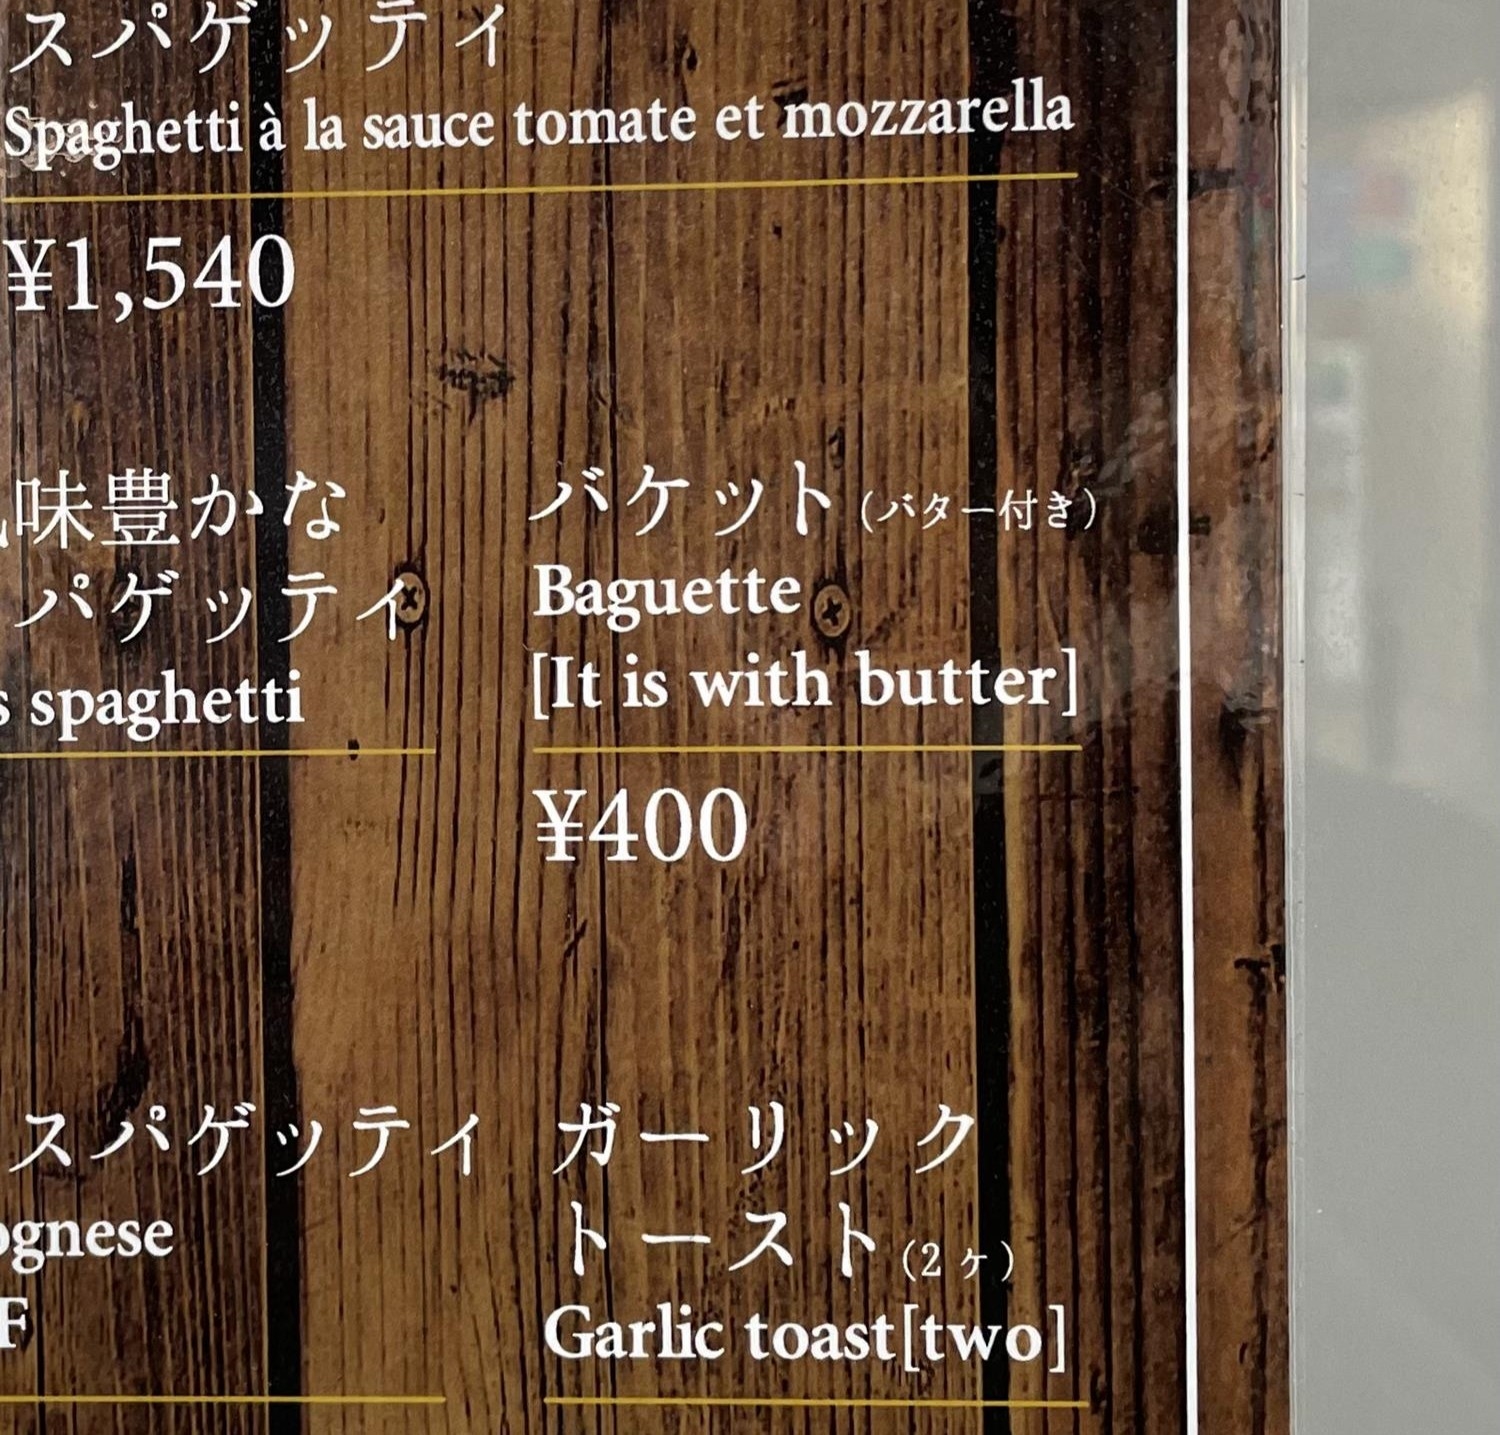 スパゲッティ
Spaghetti à la sauce tomate et mozzarella
¥1,540
味豊かな
パゲッティ
spaghetti
バケット(バター付き)
Baguette
[It is with butter]
¥400
スパゲッティ
ognese
F
ガーリック
トースト(2ヶ)
Garlic toast[two]